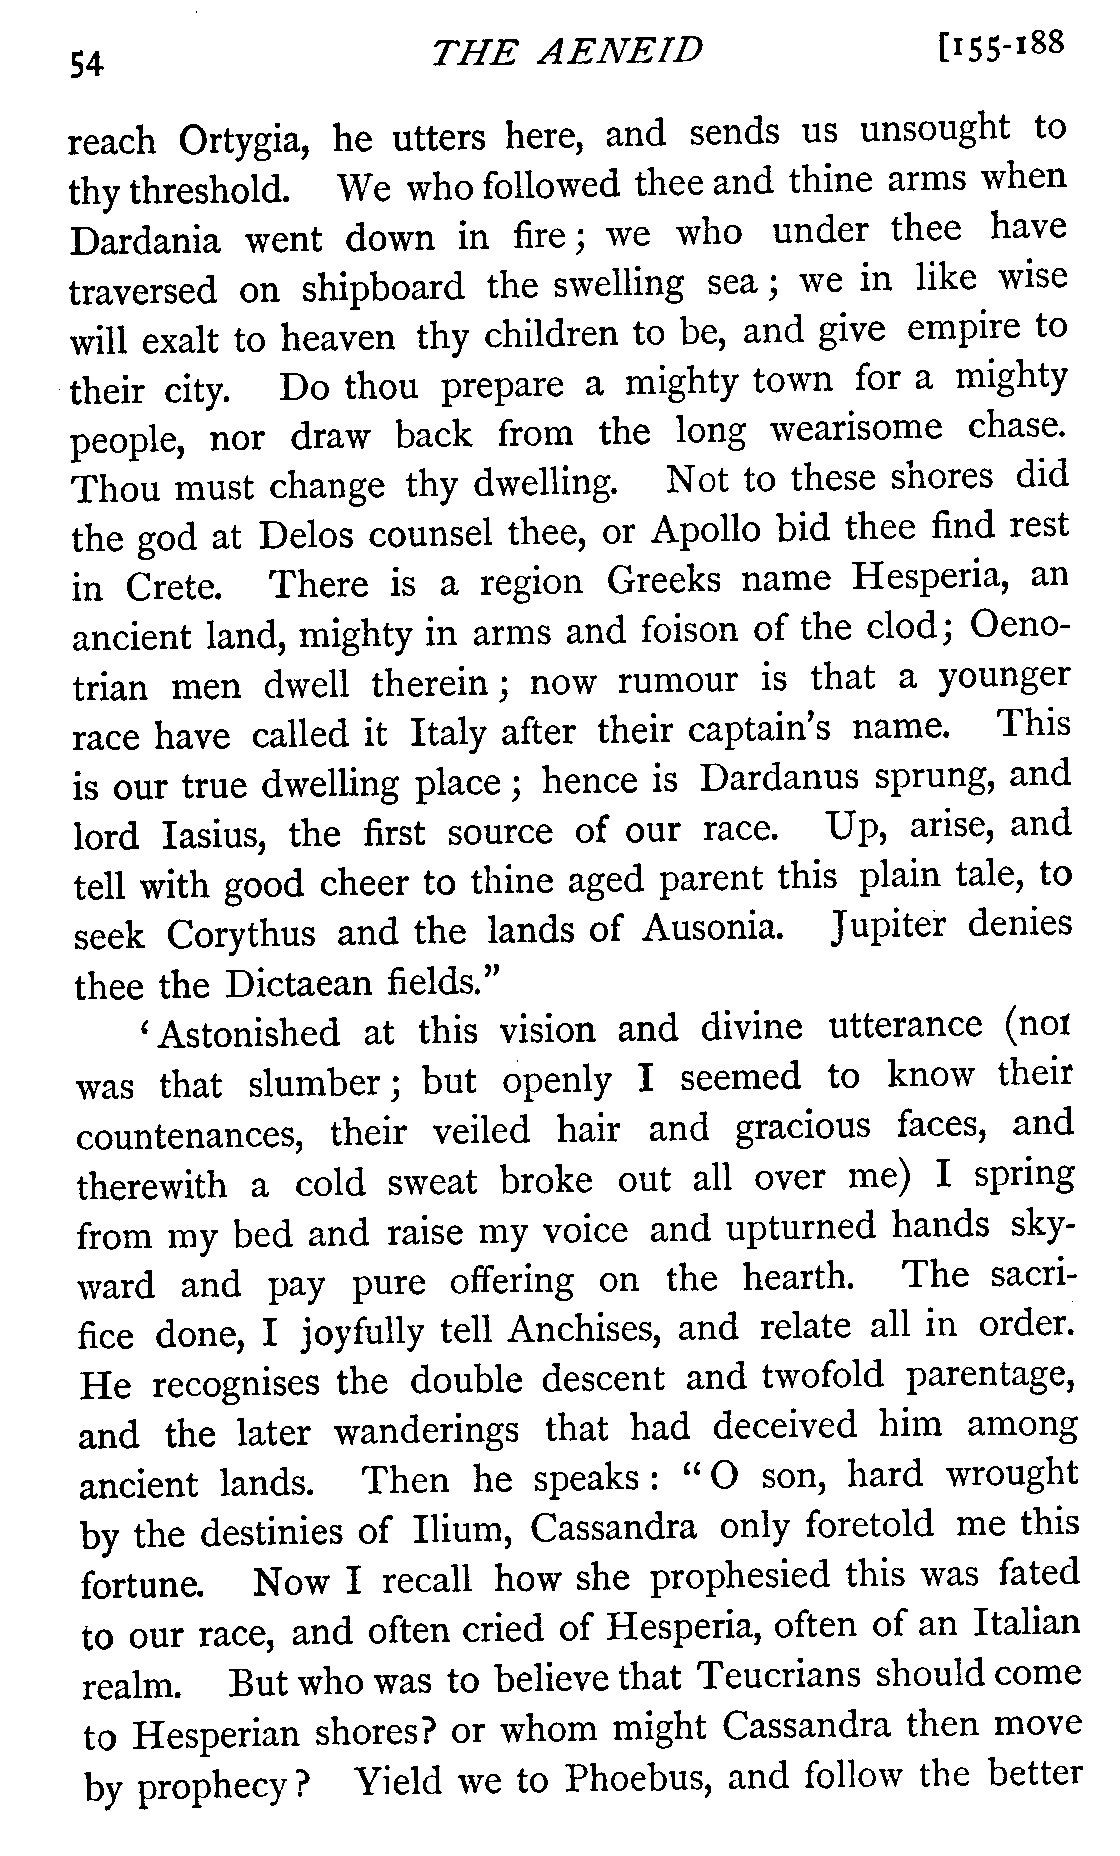 54 THE AENEID [155-188
reach Ortygia, he utters here, and sends us unsought to
thy threshold. We who followed thee and thine arms when
Dardania went down in fire; we who under thee have
traversed on shipboard the swelling sea; we in like wise
will exalt to heaven thy children to be, and give empire to
their city. Do thou prepare a mighty town for a mighty
people, nor draw back from the long wearisome chase.
Thou must change thy dwelling. Not to these shores did
the god at Delos counsel thee, or Apollo bid thee find rest
in Crete. There is a region Greeks name Hesperia, an
ancient land, mighty in arms and foison of the clod; Oeno-
trian men dwell therein; now rumour is that a younger
race have called it Italy after their captain's name. This
is our true dwelling place; hence is Dardanus sprung, and
lord Iasius, the first source of our race. Up, arise, and
tell with good cheer to thine aged parent this plain tale, to
seek Corythus and the lands of Ausonia. Jupiter denies
thee the Dictaean fields.”
‘Astonished at this vision and divine utterance (nor
was that slumber; but openly I seemed to know their
countenances, their veiled hair and gracious faces, and
therewith a cold sweat broke out all over me) I spring
from my bed and raise my voice and upturned hands sky-
ward and pay pure offering on the hearth. The sacri-
fice done, I joyfully tell Anchises, and relate all in order.
He recognises the double descent and twofold parentage,
and the later wanderings that had deceived him among
ancient lands. Then he speaks: “O son, hard wrought
by the destinies of Ilium, Cassandra only foretold me this
fortune. Now I recall how she prophesied this was fated
to our race, and often cried of Hesperia, often of an Italian
realm. But who was to believe that Teucrians should come
to Hesperian shores? or whom might Cassandra then move
by prophecy? Yield we to Phoebus, and follow the better